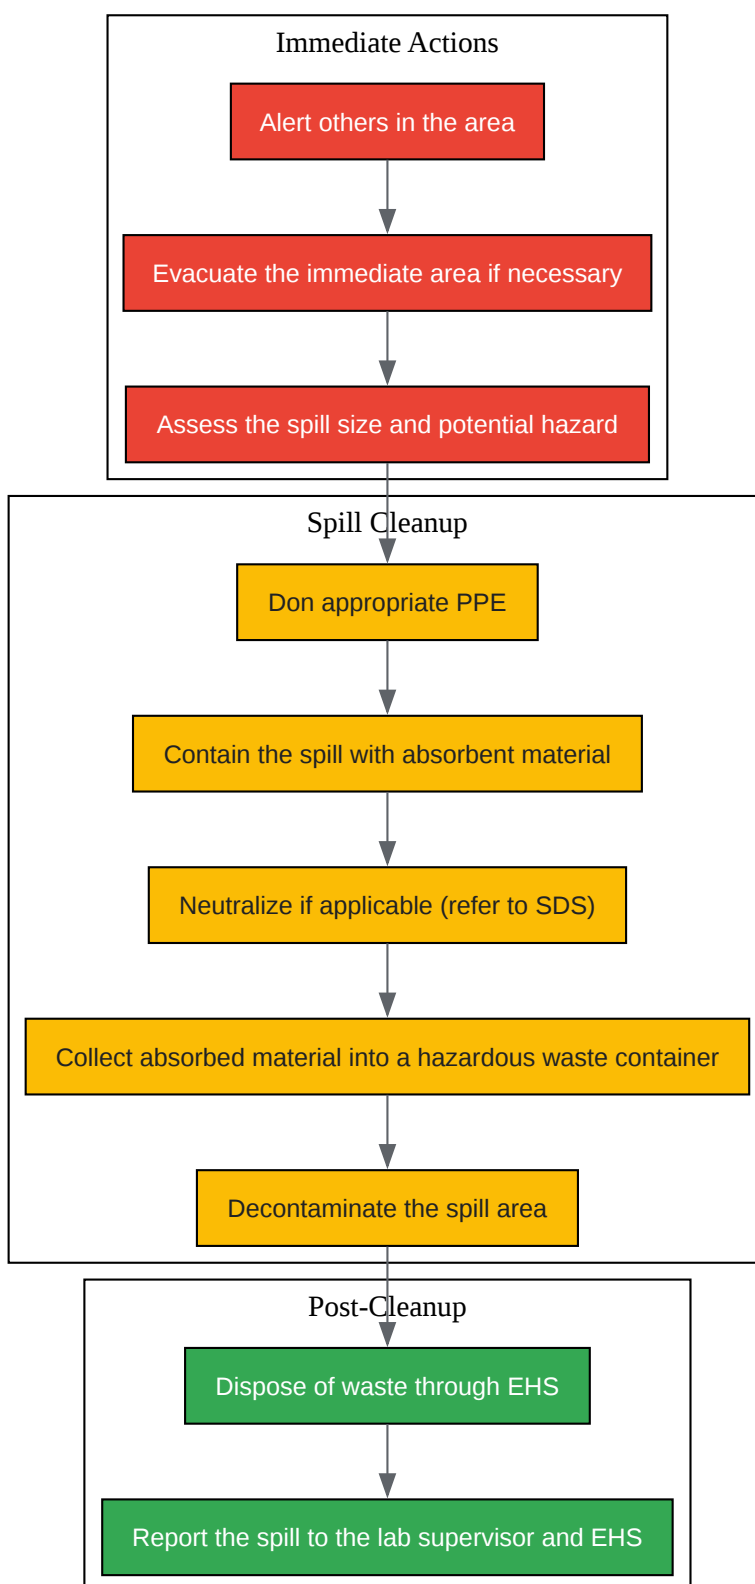 Immediate Actions
Alert others in the area
Evacuate the immediate area if necessary
Assess the spill size and potential hazard
Spill Cleanup
Don appropriate PPE
Contain the spill with absorbent material
Neutralize if applicable (refer to SDS)
Collect absorbed material into a hazardous waste container
Decontaminate the spill area
Post-Cleanup
Dispose of waste through EHS
Report the spill to the lab supervisor and EHS